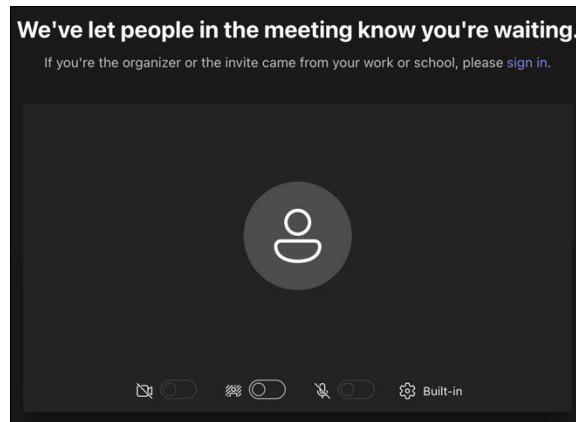 We've let people in the meeting know you're waiting.
If you're the organizer or the invite came from your work or school, please sign in.
Built-in